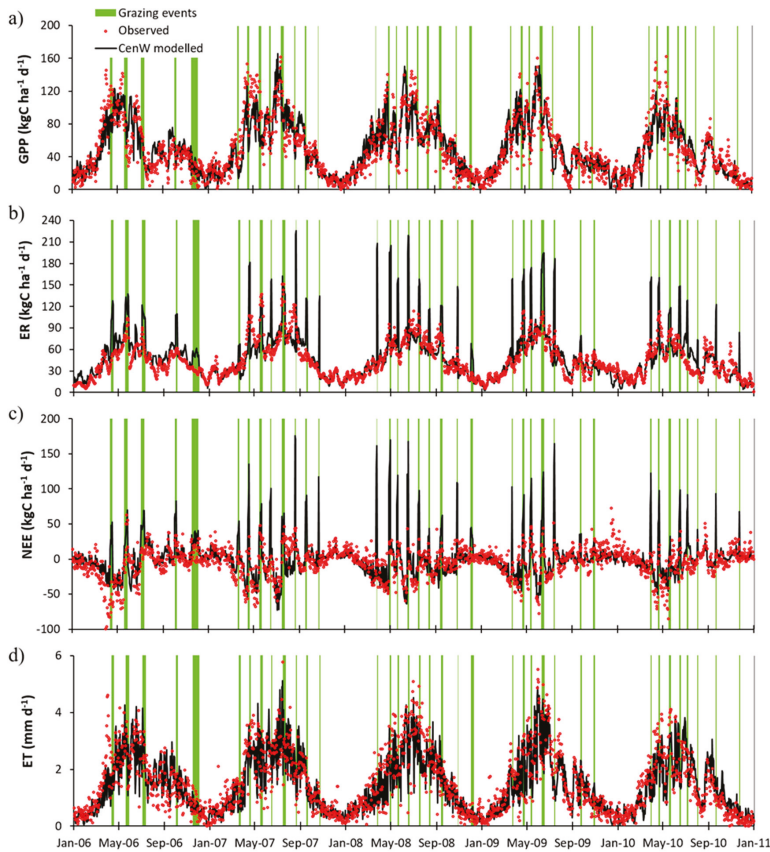 a)
Grazing events
Observed
CenW modelled
GPP (kgC ha⁻¹ d⁻¹)
200
160
120
80
40
0
b)
ER (kgC ha⁻¹ d⁻¹)
240
210
180
150
120
90
60
30
0
c)
NEE (kgC ha⁻¹ d⁻¹)
200
150
100
50
0
-50
-100
d)
ET (mm d⁻¹)
6
4
2
0
Jan-06 May-06 Sep-06 Jan-07 May-07 Sep-07 Jan-08 May-08 Sep-08 Jan-09 May-09 Sep-09 Jan-10 May-10 Sep-10 Jan-11